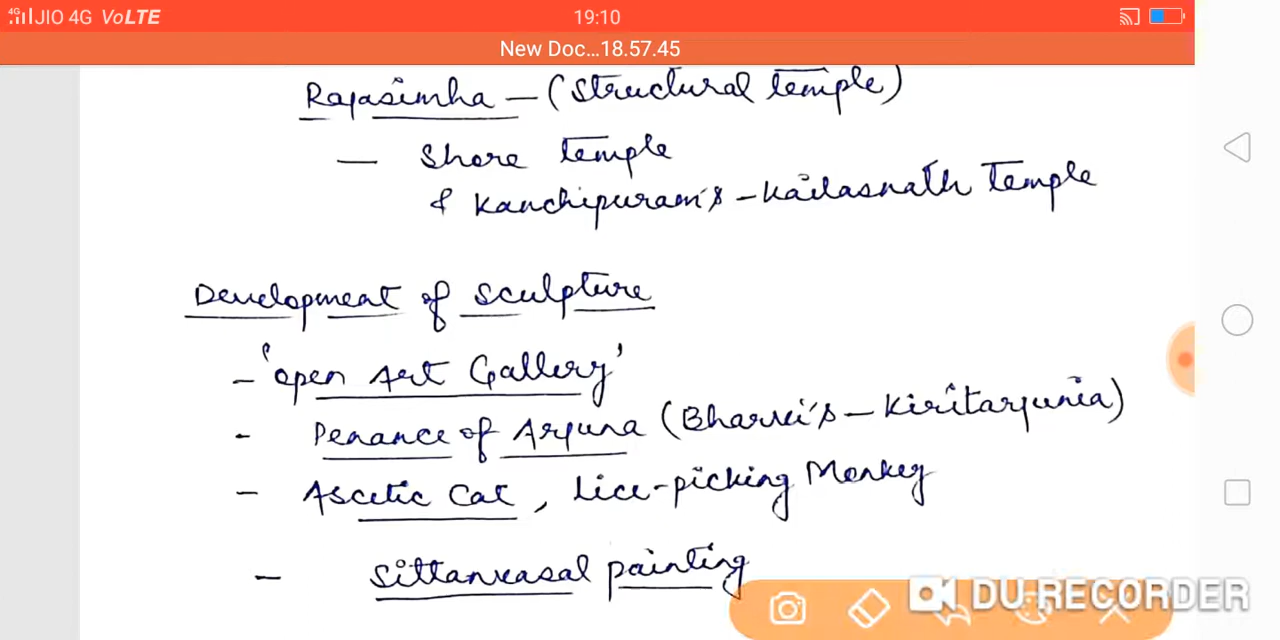 4G JIO 4G VoLTE 19:10
New Doc...18.57.45
Rajasimha - (Structural temple)
- Shore temple
& Kanchipuram's - Kailasnath Temple
Development of Sculpture
- 'Open Art Gallery'
- Penance of Arjuna (Bharvi's - Kiritarjunia)
- Ascetic Cat, Lice-picking Monkey
- Sittanvasal painting
DU RECORDER